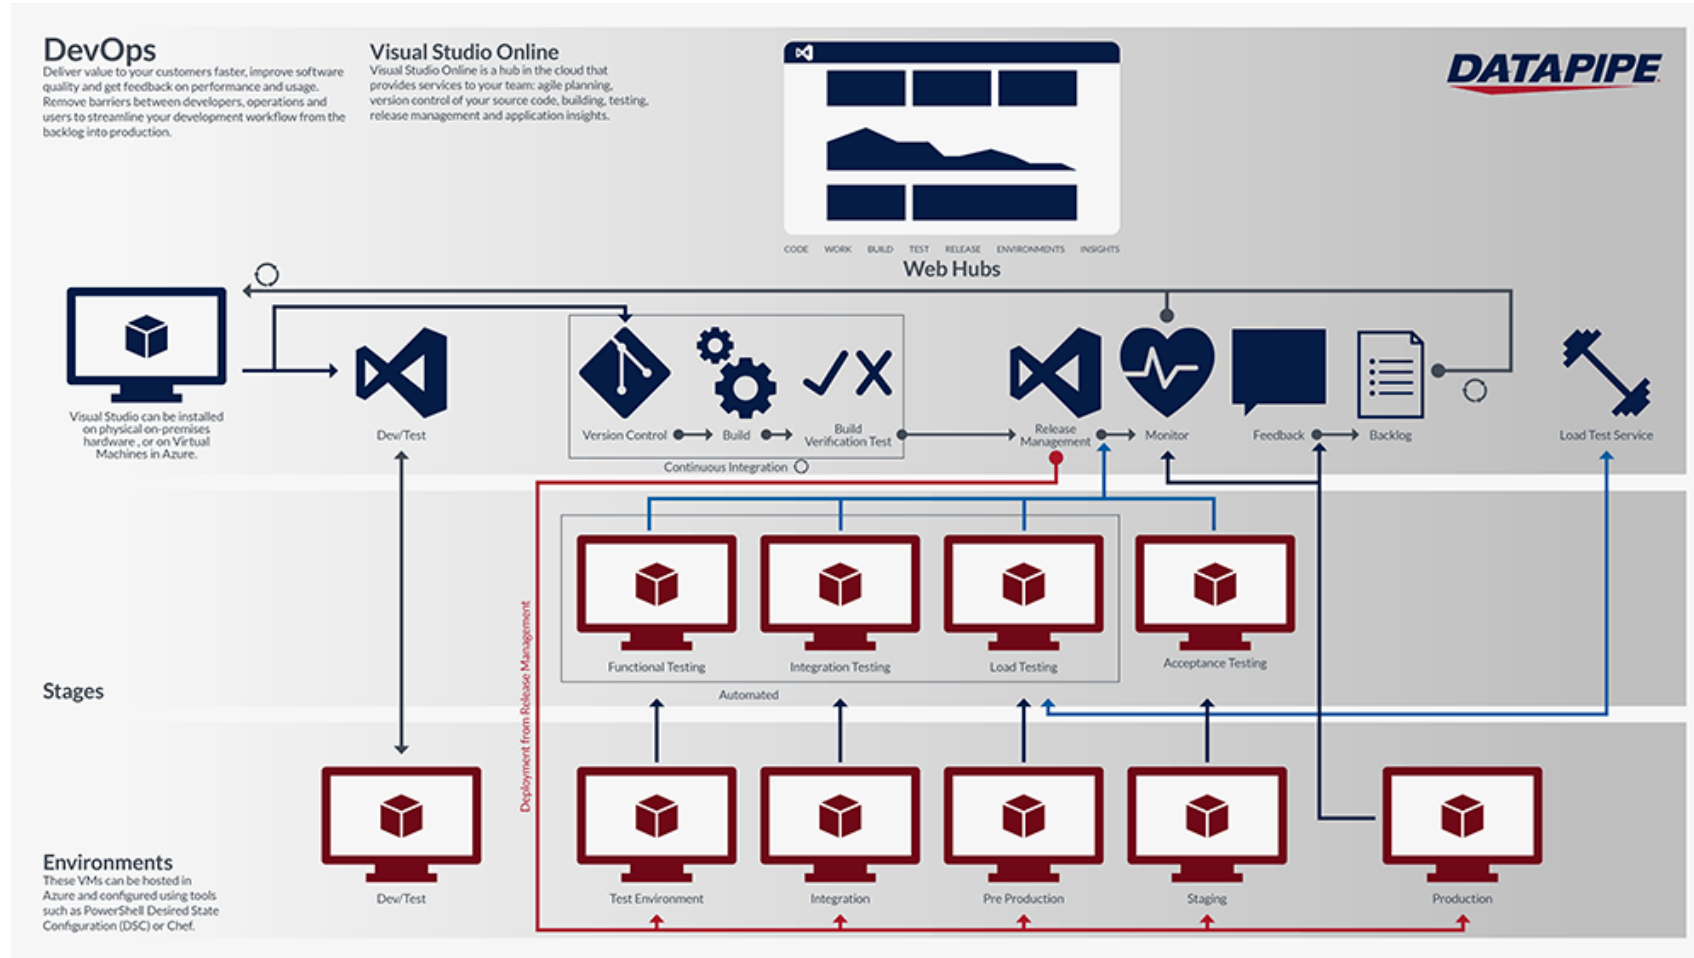 DevOps
Deliver value to your customers faster, improve software
quality and get feedback on performance and usage.
Remove barriers between developers, operations and
users to streamline your development workflow from the
backlog into production.
Visual Studio Online
Visual Studio Online is a hub in the cloud that
provides services to your team: agile planning,
version control of your source code, building, testing,
release management and application insights.
DATAPIPE
CODE WORK BUILD TEST RELEASE ENVIRONMENTS INSIGHTS
Web Hubs
Visual Studio can be installed
on physical on-premises
hardware , or on Virtual
Machines in Azure.
Dev/Test
Version Control
Build
Build
Verification Test
Release
Management
Monitor
Feedback
Backlog
Load Test Service
Continuous Integration
Functional Testing
Integration Testing
Load Testing
Acceptance Testing
Automated
Stages
Deployment from Release Management
Environments
These VMs can be hosted in
Azure and configured using tools
such as PowerShell Desired State
Configuration (DSC) or Chef.
Dev/Test
Test Environment
Integration
Pre Production
Staging
Production